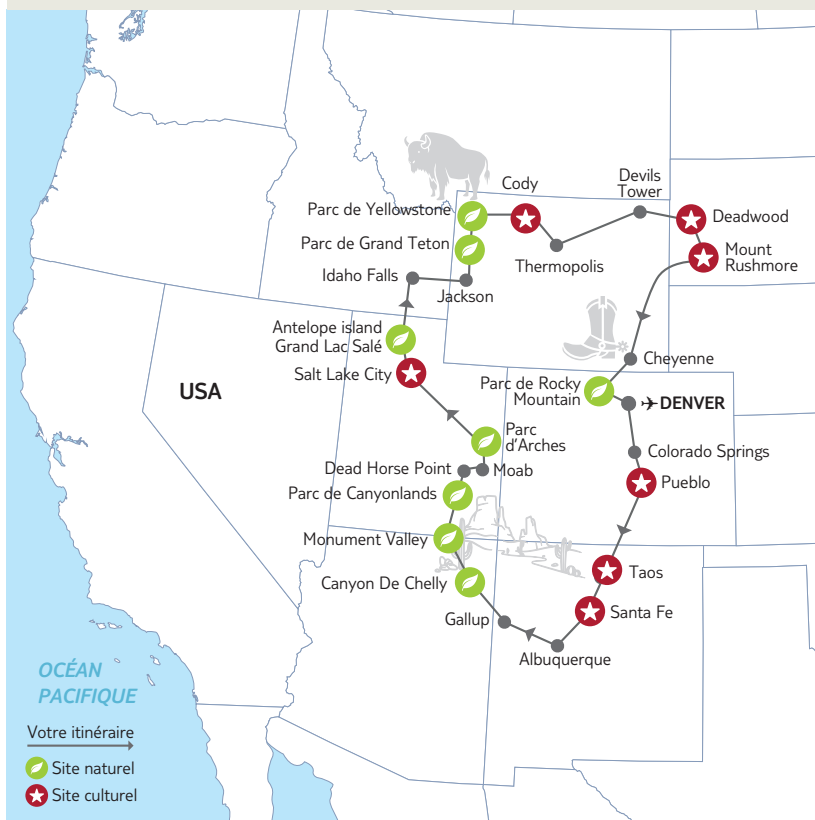 Cody
Devils
Tower
Parc de Yellowstone
Deadwood
Parc de Grand Teton
Mount
Rushmore
Thermopolis
Idaho Falls
Jackson
Antelope island
Grand Lac Salé
Cheyenne
Salt Lake City
USA
Parc de Rocky
Mountain
DENVER
Parc
d'Arches
Colorado Springs
Dead Horse Point
Moab
Pueblo
Parc de Canyonlands
Monument Valley
Taos
Canyon De Chelly
Santa Fe
Gallup
Albuquerque
OCÉAN
PACIFIQUE
Votre itinéraire
Site naturel
Site culturel